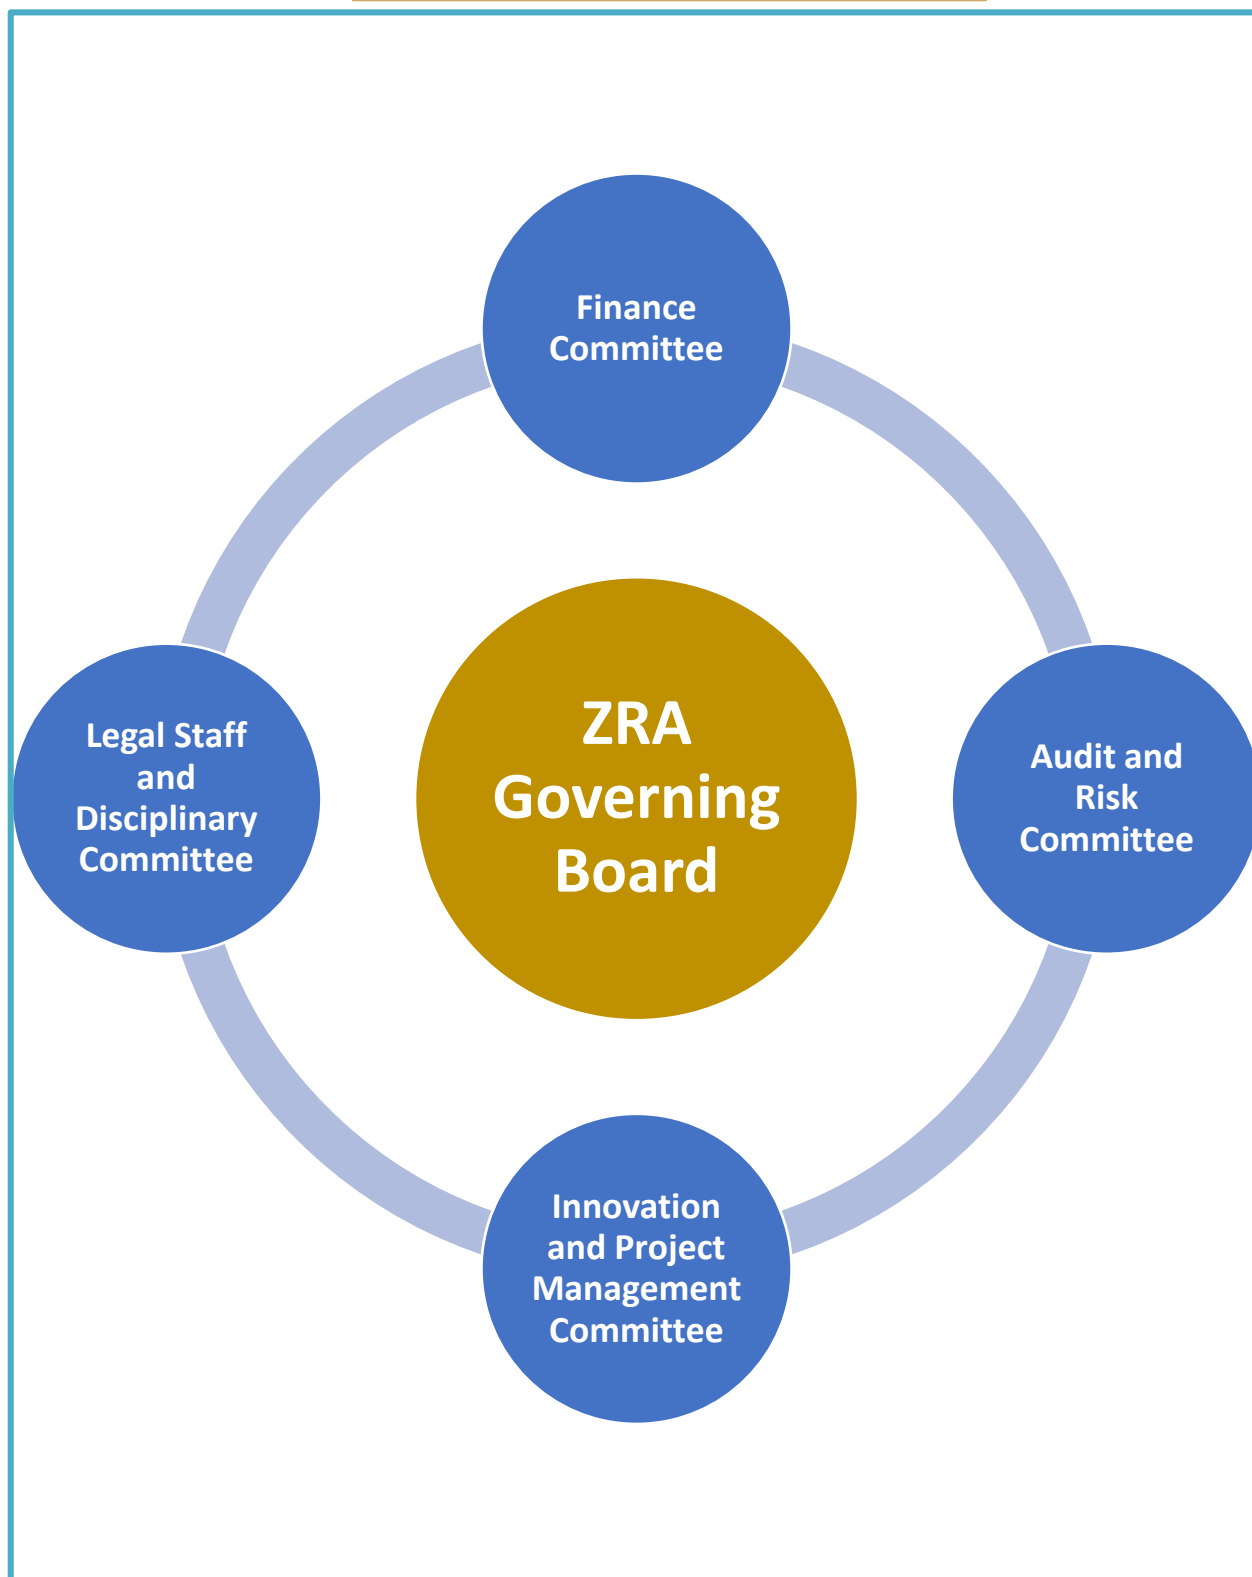 Finance
Committee
ZRA
Governing
Board
Legal Staff
and
Disciplinary
Committee
Audit and
Risk
Committee
Innovation
and Project
Management
Committee